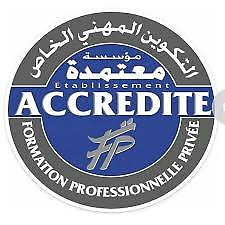 التكوين المهني الخاص
مؤسسة
معتمدة
Etablissement
ACCREDITE
FP
FORMATION PROFESSIONNELLE PRIVÉE